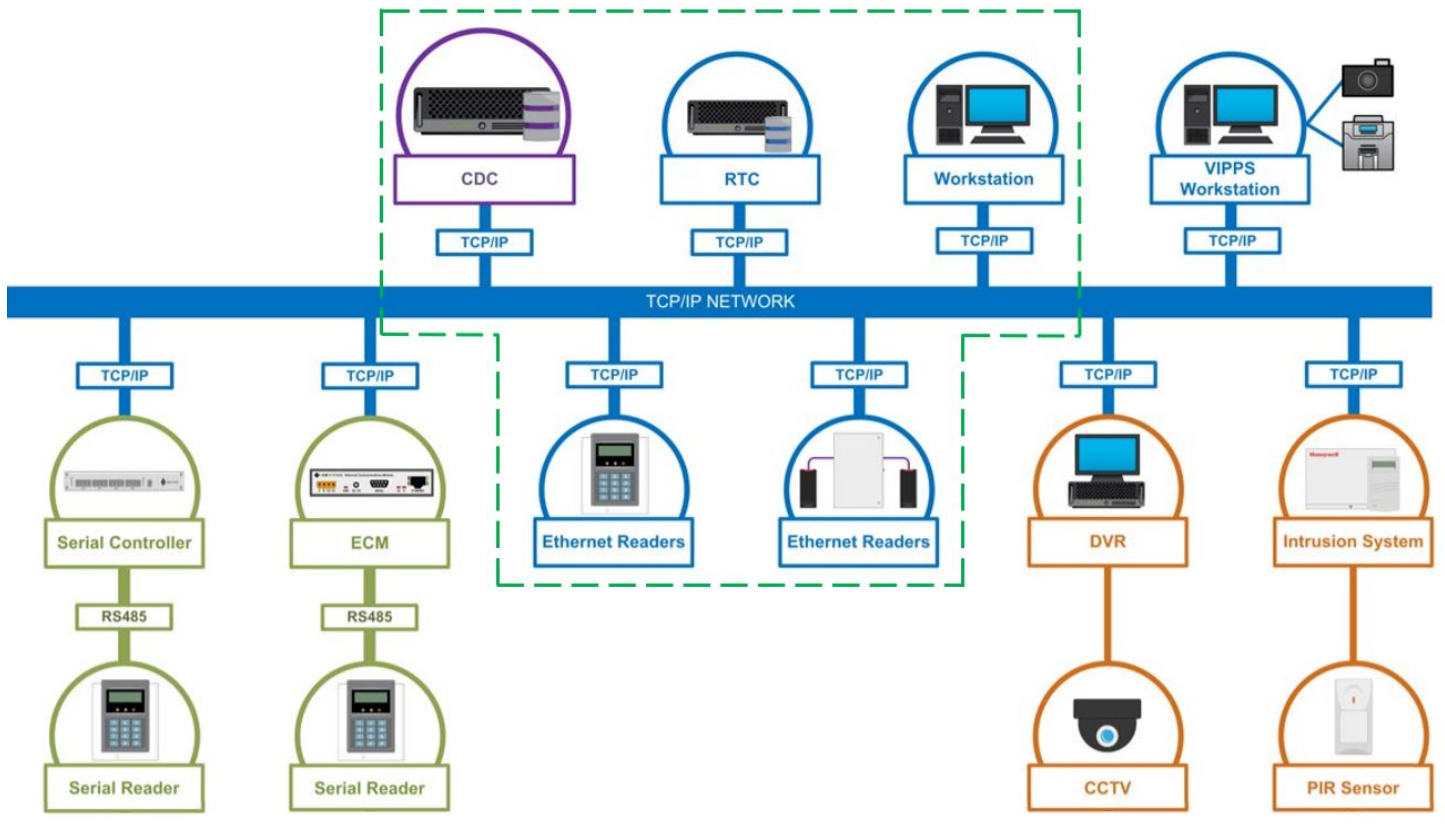 CDC
RTC
Workstation
VIPPS
Workstation
TCP/IP
TCP/IP
TCP/IP
TCP/IP
TCP/IP NETWORK
TCP/IP
TCP/IP
TCP/IP
TCP/IP
TCP/IP
TCP/IP
Honeywell
Serial Controller
ECM
Ethernet Readers
Ethernet Readers
DVR
Intrusion System
RS485
RS485
Serial Reader
Serial Reader
CCTV
PIR Sensor